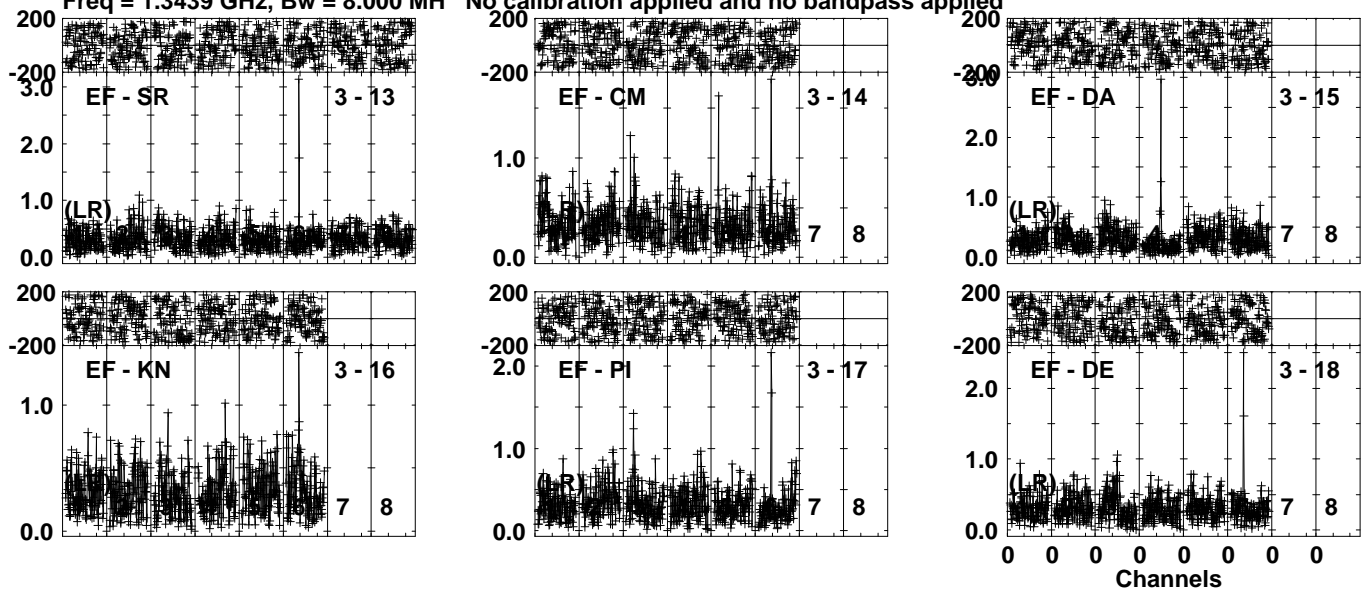 Freq = 1.3439 GHz, Bw = 8.000 MH No calibration applied and no bandpass applied
200
-200
3.0
2.0
1.0
0.0
EF - SR
3 - 13
(LR)
200
-200
1.0
0.0
EF - CM
3 - 14
7 8
200
-200
3.0
2.0
1.0
0.0
EF - DA
3 - 15
(LR)
4
7 8
200
-200
1.0
0.0
EF - KN
3 - 16
7 8
200
-200
2.0
1.0
0.0
EF - PI
3 - 17
(LR)
7 8
200
-200
2.0
1.0
0.0
EF - DE
3 - 18
(LR)
7 8
0 0 0 0 0 0 0 0
Channels